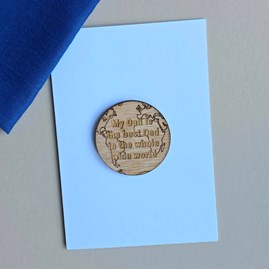 My Dad is
the best Dad
in the whole
wide world